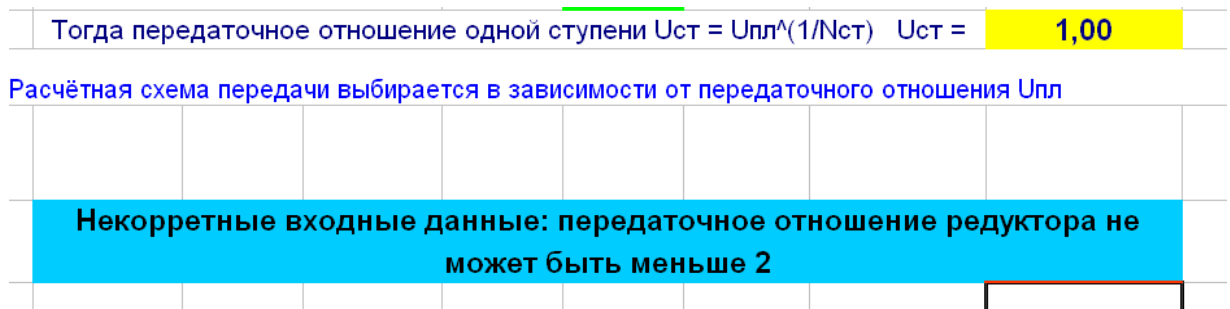 Тогда передаточное отношение одной ступени Uст = Uпл^(1/Nст) Uст = 1,00
Расчётная схема передачи выбирается в зависимости от передаточного отношения Uпл
Некорретные входные данные: передаточное отношение редуктора не
может быть меньше 2